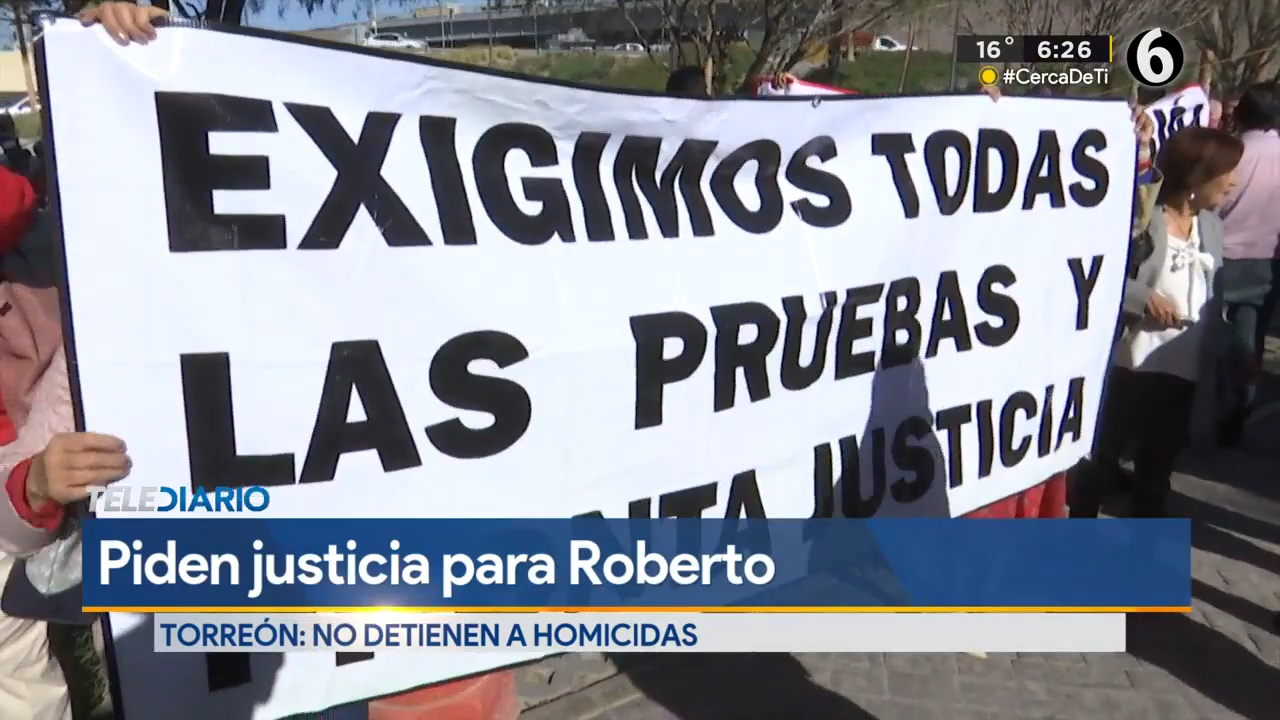 16° 6:26
#CercaDeTi
6
EXIGIMOS TODAS
LAS PRUEBAS Y
JUSTICIA
TELEDIARIO
Piden justicia para Roberto
TORREÓN: NO DETIENEN A HOMICIDAS